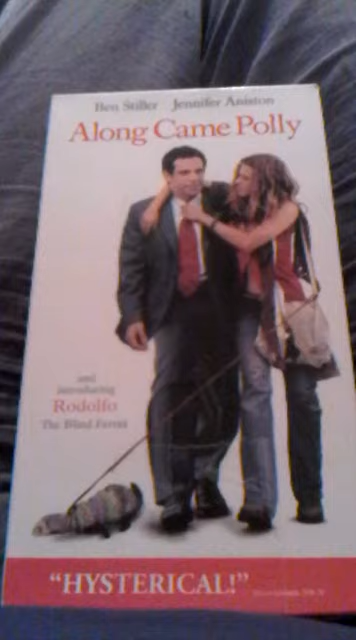 Ben Stiller Jennifer Aniston
Along Came Polly
and
introducing
Rodolfo
The Blind Ferret
"HYSTERICAL!"